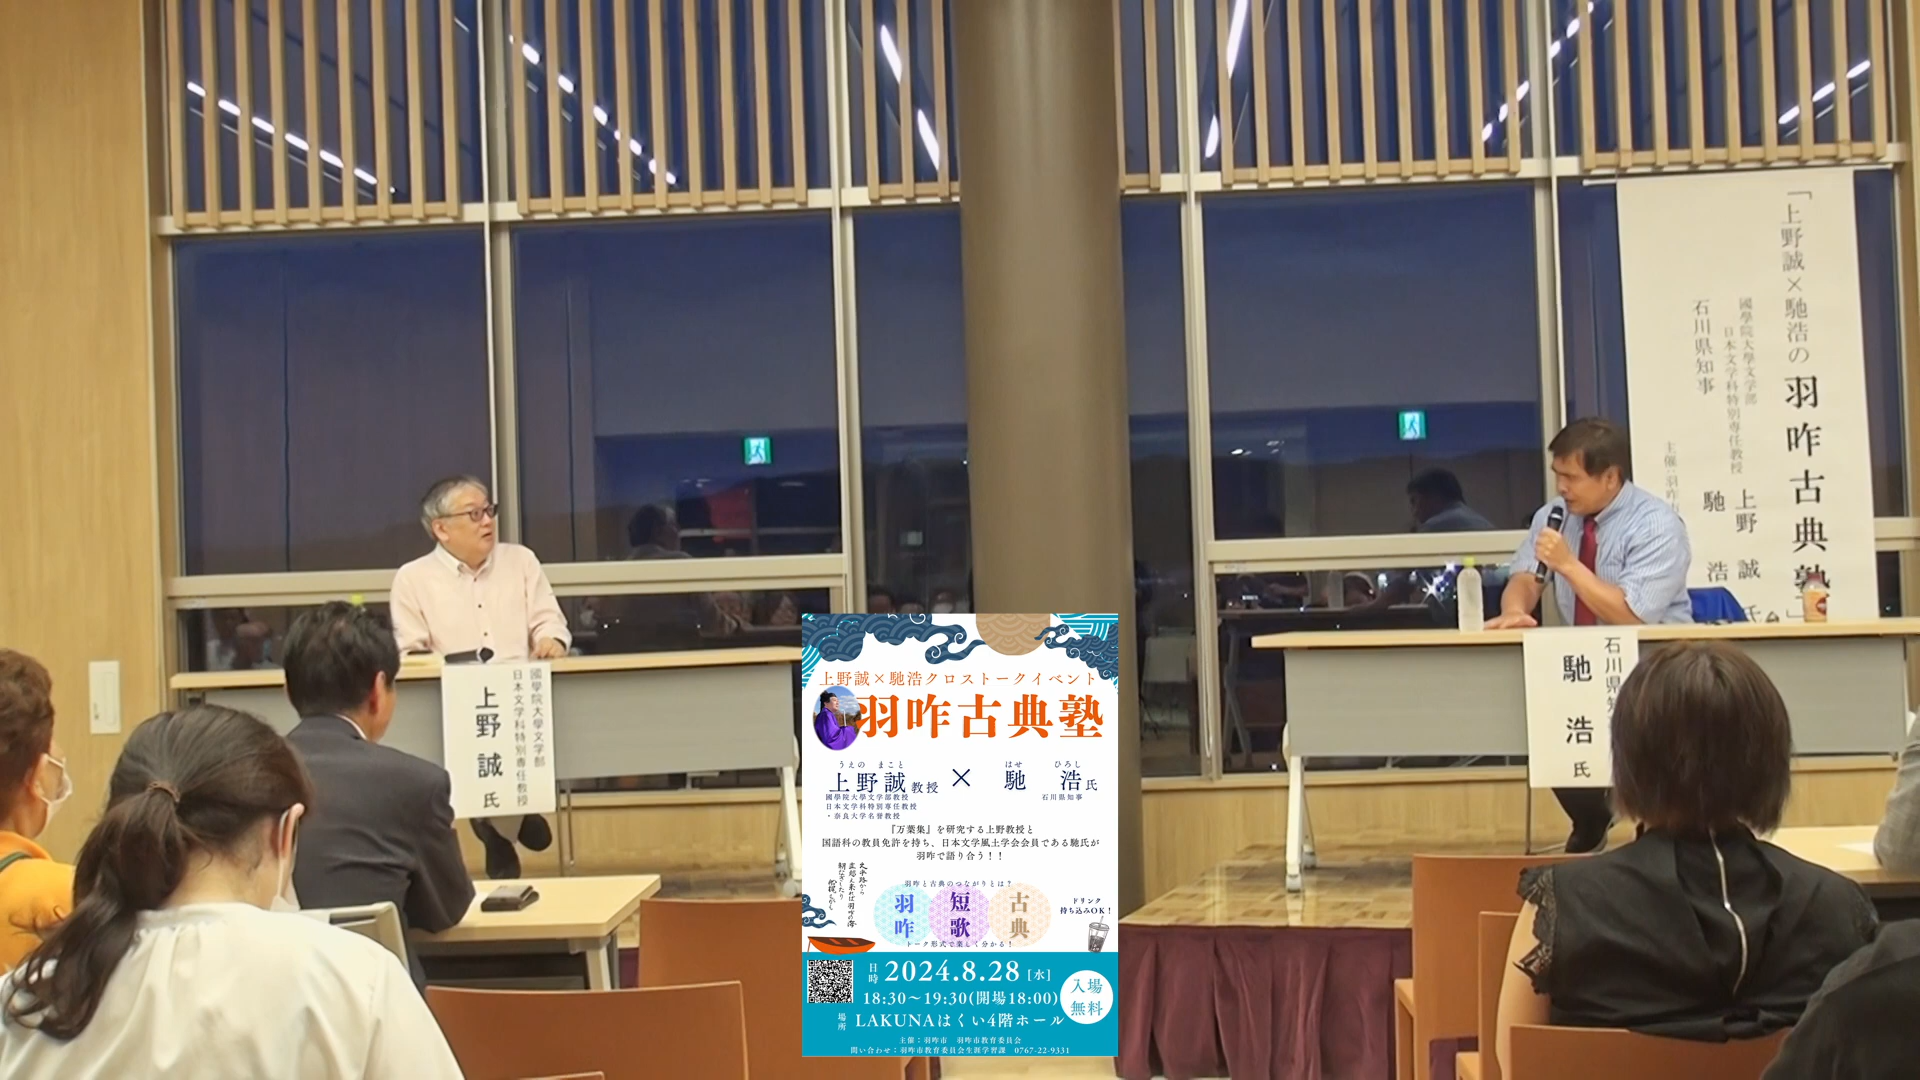 「上野誠×馳浩の羽咋古典塾」
國學院大學文学部
日本文学科特別専任教授
上野 誠 氏
石川県知事
馳 浩
主催:羽咋市
國學院大學文学部
日本文学科特別専任教授
上野 誠 氏
石川県知
馳 浩 氏
上野誠×馳浩クロストークイベント
羽咋古典塾
うえの まこと
上野誠教授
國學院大學文学部教授
日本文学科特別専任教授
・奈良大学名誉教授
×
はせ ひろし
馳 浩氏
石川県知事
『万葉集』を研究する上野教授と
国語科の教員免許を持ち、日本文学風土学会会員である馳氏が
羽咋で語り合う!!
羽咋と古典のつながりとは?
羽咋
短歌
古典
トーク形式で楽しく分かる!
ドリンク
持ち込みOK!
日時 2024.8.28 [水]
18:30~19:30(開場18:00)
場所 LAKUNAはくい4階ホール
入場
無料
主催:羽咋市 羽咋市教育委員会
問い合わせ:羽咋市教育委員会生涯学習課 0767-22-9331